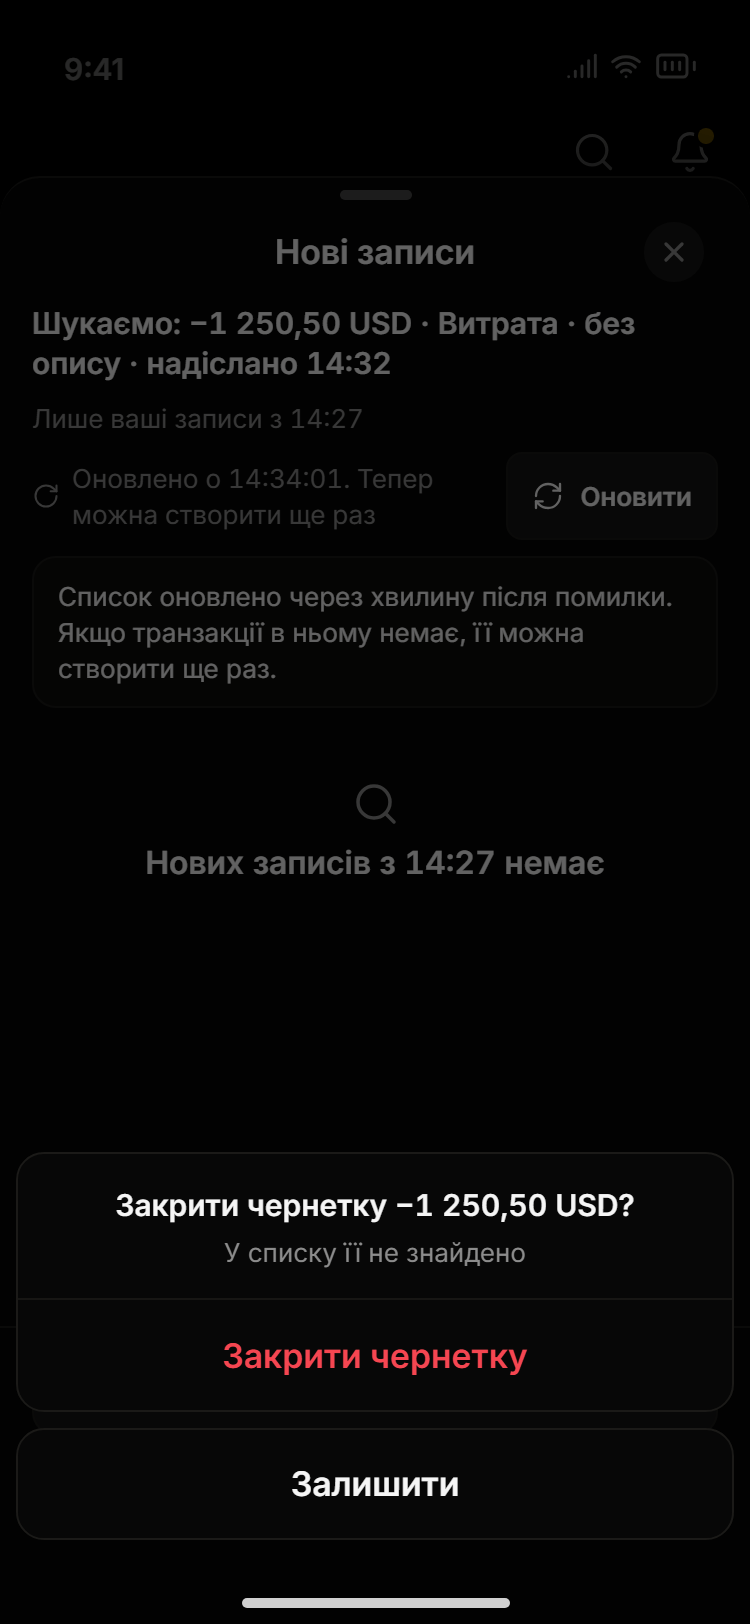 9:41
Нові записи
Шукаємо: −1 250,50 USD · Витрата · без
опису · надіслано 14:32
Лише ваші записи з 14:27
Оновлено о 14:34:01. Тепер
можна створити ще раз
Оновити
Список оновлено через хвилину після помилки.
Якщо транзакції в ньому немає, її можна
створити ще раз.
Нових записів з 14:27 немає
Закрити чернетку −1 250,50 USD?
У списку її не знайдено
Закрити чернетку
Залишити